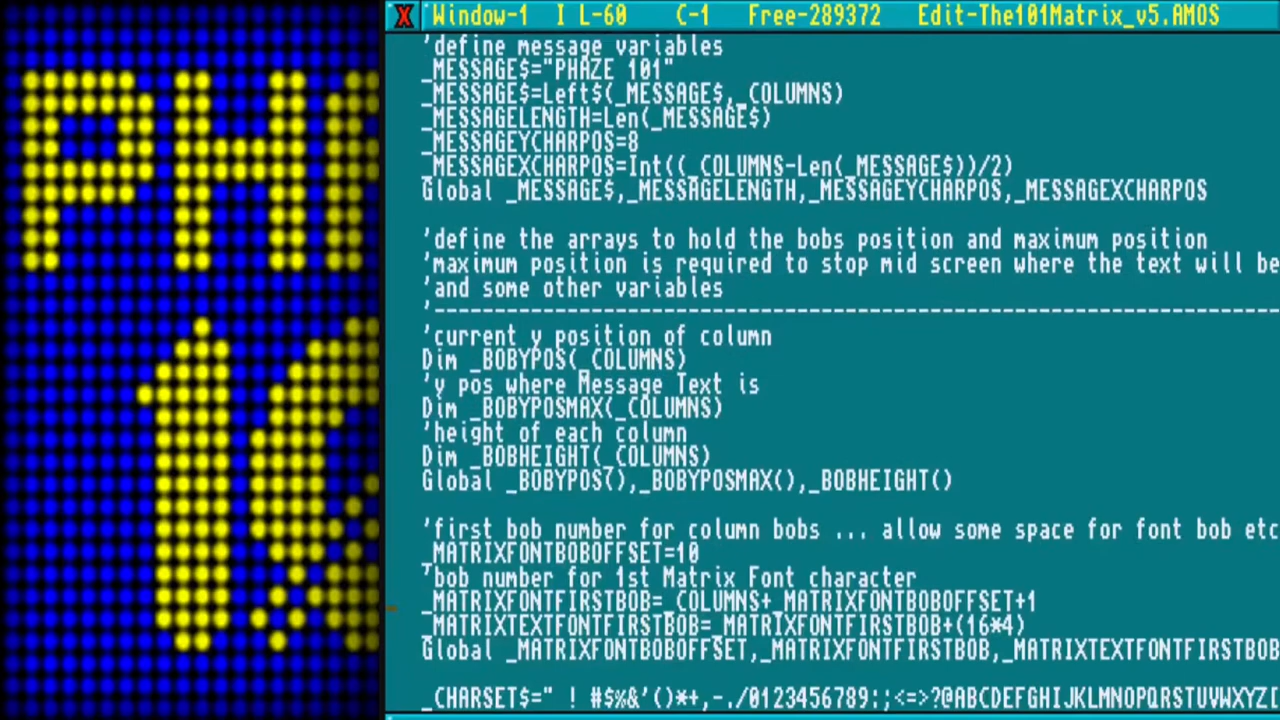 PH
1
X Window-1 I L-60 C-1 Free-289372 Edit-The101Matrix_v5.AMOS
'define message variables
_MESSAGE$="PHAZE 101"
_MESSAGE$=Left$(_MESSAGE$,_COLUMNS)
_MESSAGELENGTH=Len(_MESSAGE$)
_MESSAGEYCHARPOS=8
_MESSAGEXCHARPOS=Int((_COLUMNS-Len(_MESSAGE$))/2)
Global _MESSAGE$,_MESSAGELENGTH,_MESSAGEYCHARPOS,_MESSAGEXCHARPOS
'define the arrays to hold the bobs position and maximum position
'maximum position is required to stop mid screen where the text will be
'and some other variables
'-----------------------------------------------------------------------
'current y position of column
Dim _BOBYPOS(_COLUMNS)
'y pos where Message Text is
Dim _BOBYPOSMAX(_COLUMNS)
'height of each column
Dim _BOBHEIGHT(_COLUMNS)
Global _BOBYPOS(),_BOBYPOSMAX(),_BOBHEIGHT()
'first bob number for column bobs ... allow some space for font bob etc
_MATRIXFONTBOBOFFSET=10
'bob number for 1st Matrix Font character
_MATRIXFONTFIRSTBOB=_COLUMNS+_MATRIXFONTBOBOFFSET+1
_MATRIXTEXTFONTFIRSTBOB=_MATRIXFONTFIRSTBOB+(16*4)
Global _MATRIXFONTBOBOFFSET,_MATRIXFONTFIRSTBOB,_MATRIXTEXTFONTFIRSTBOB
_CHARSET$=" ! #$%&'()*+,-./0123456789:;<=>?@ABCDEFGHIJKLMNOPQRSTUVWXYZ[